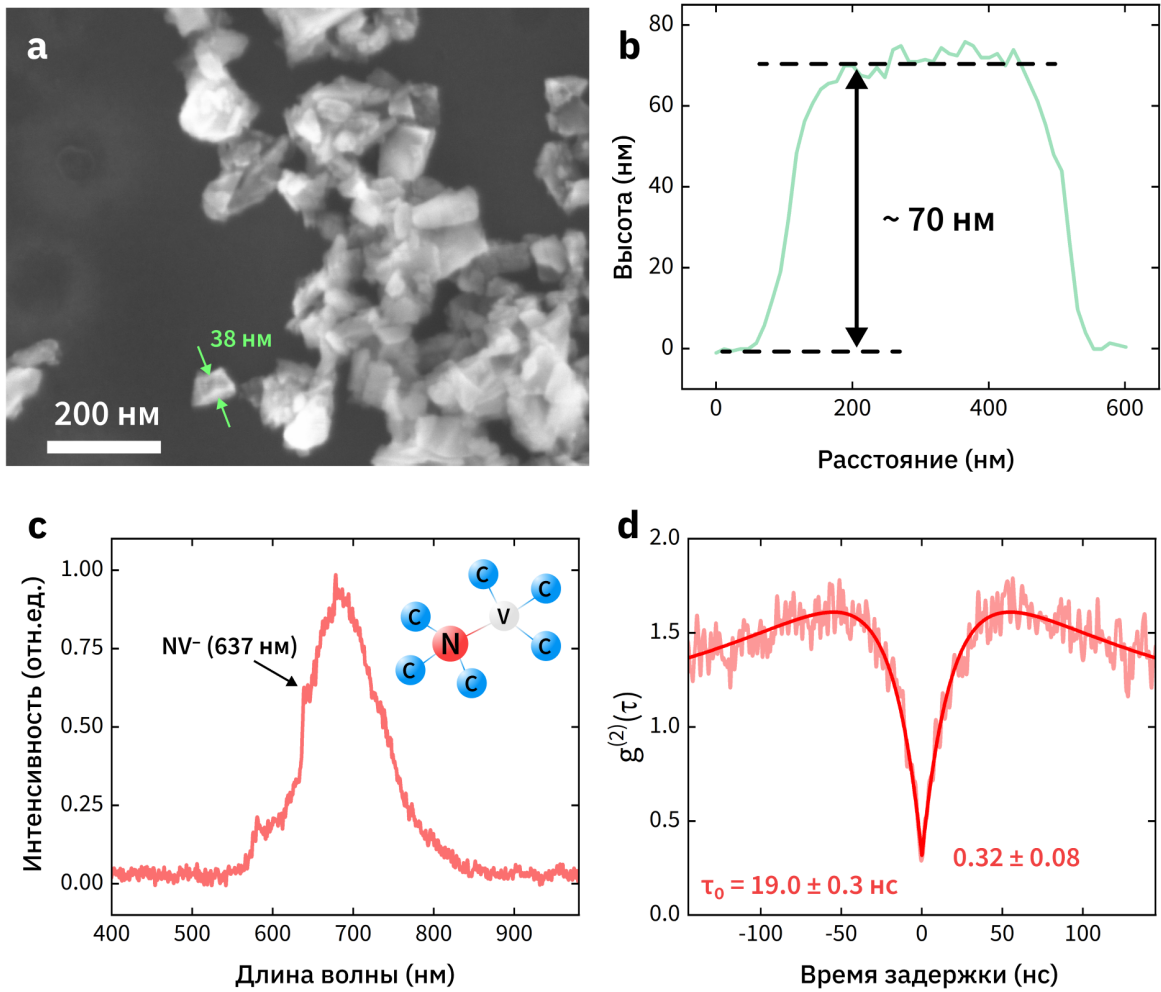 a
38 нм
200 нм
b
80
60
40
20
0
Высота (нм)
~ 70 нм
0
200
400
600
Расстояние (нм)
c
1.00
0.75
0.50
0.25
0.00
Интенсивность (отн.ед.)
NV⁻ (637 нм)
C
C
C
V
C
N
C
C
400
500
600
700
800
900
Длина волны (нм)
d
2.0
1.5
1.0
0.5
0.0
g⁽²⁾(τ)
0.32 ± 0.08
τ₀ = 19.0 ± 0.3 нс
-100
-50
0
50
100
Время задержки (нс)